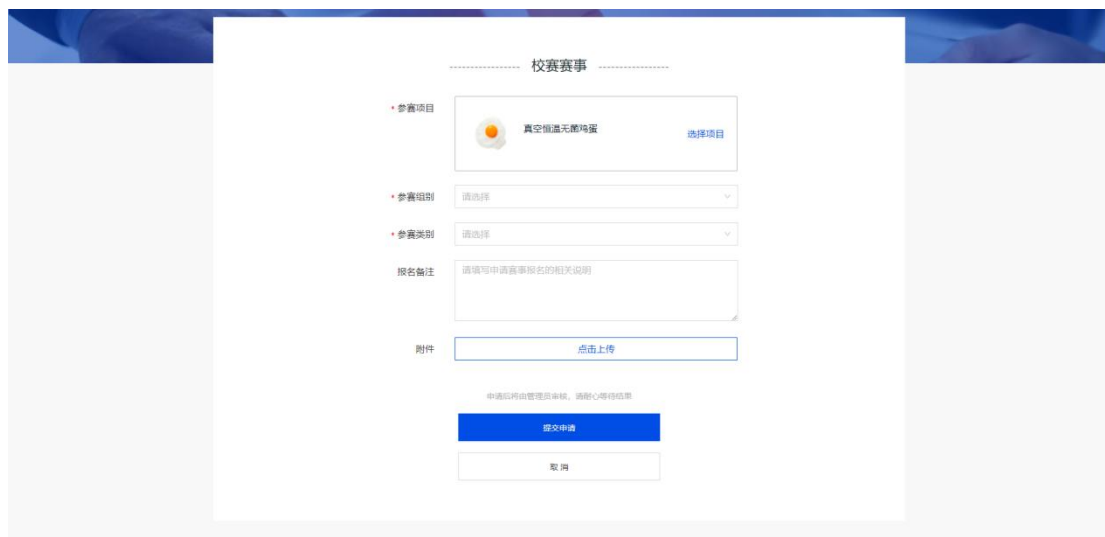 校赛赛事
* 参赛项目
真空恒温无菌鸡蛋
选择项目
* 参赛组别
请选择
* 参赛类别
请选择
报名备注
请填写申请赛事报名的相关说明
附件
点击上传
申请后将由管理员审核，请耐心等待结果
提交申请
取 消